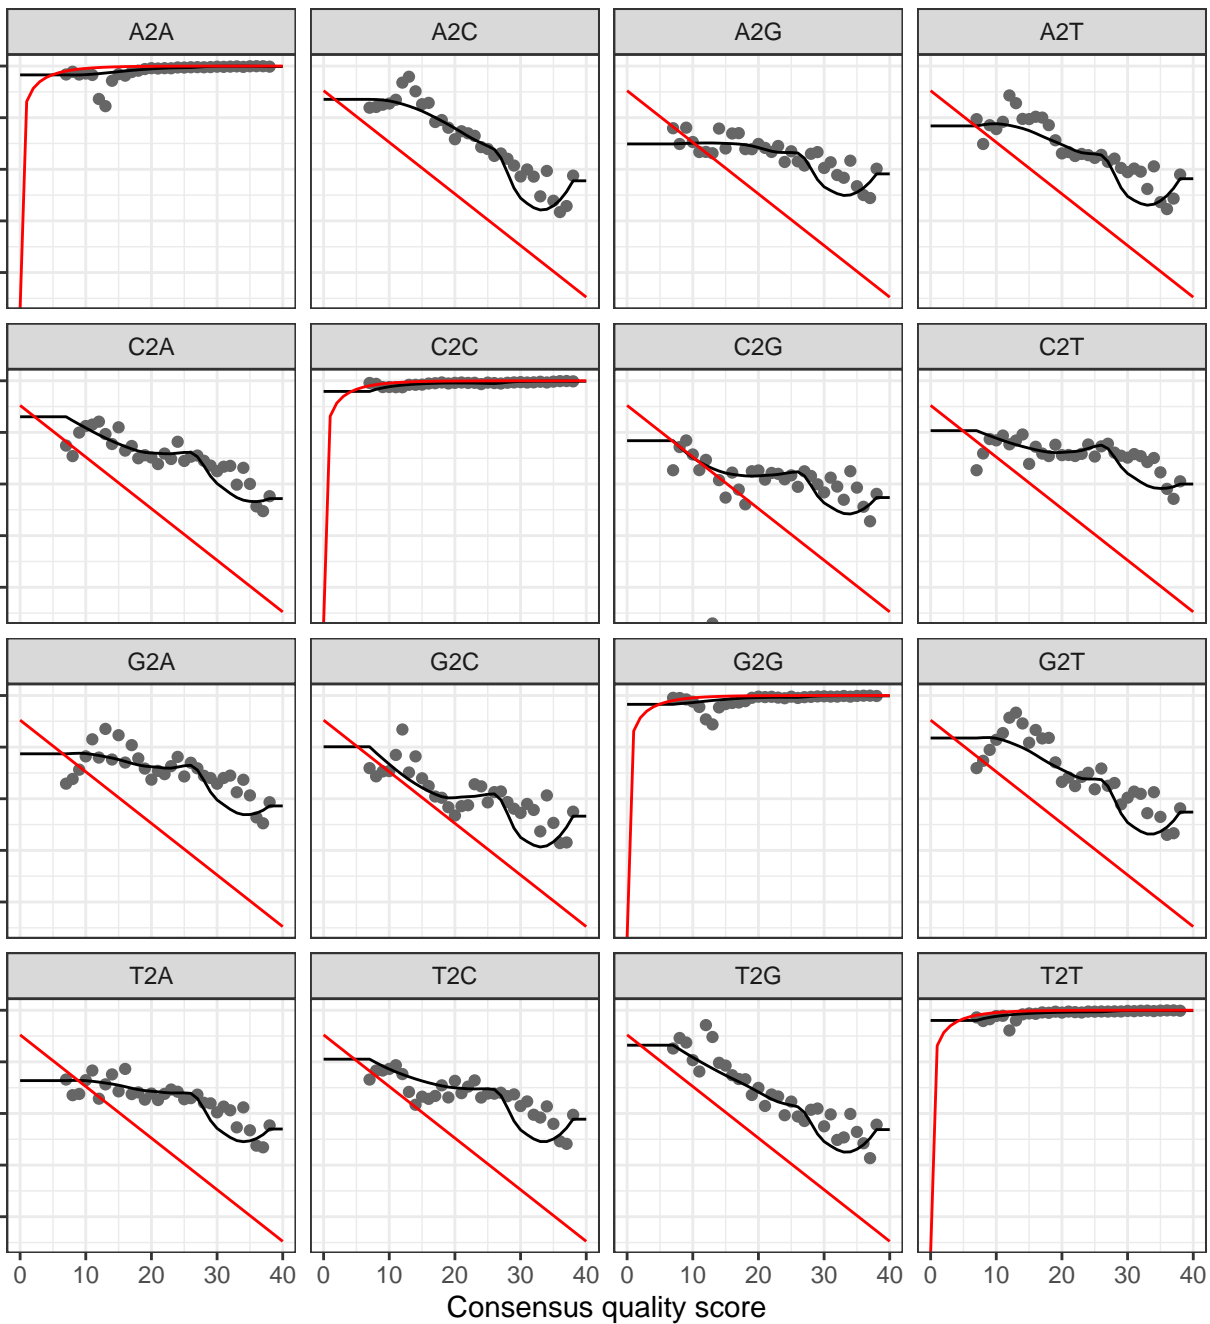 A2A A2C A2G A2T
C2A C2C C2G C2T
G2A G2C G2G G2T
T2A T2C T2G T2T
0 10 20 30 40 0 10 20 30 40 0 10 20 30 40 0 10 20 30 40
Consensus quality score